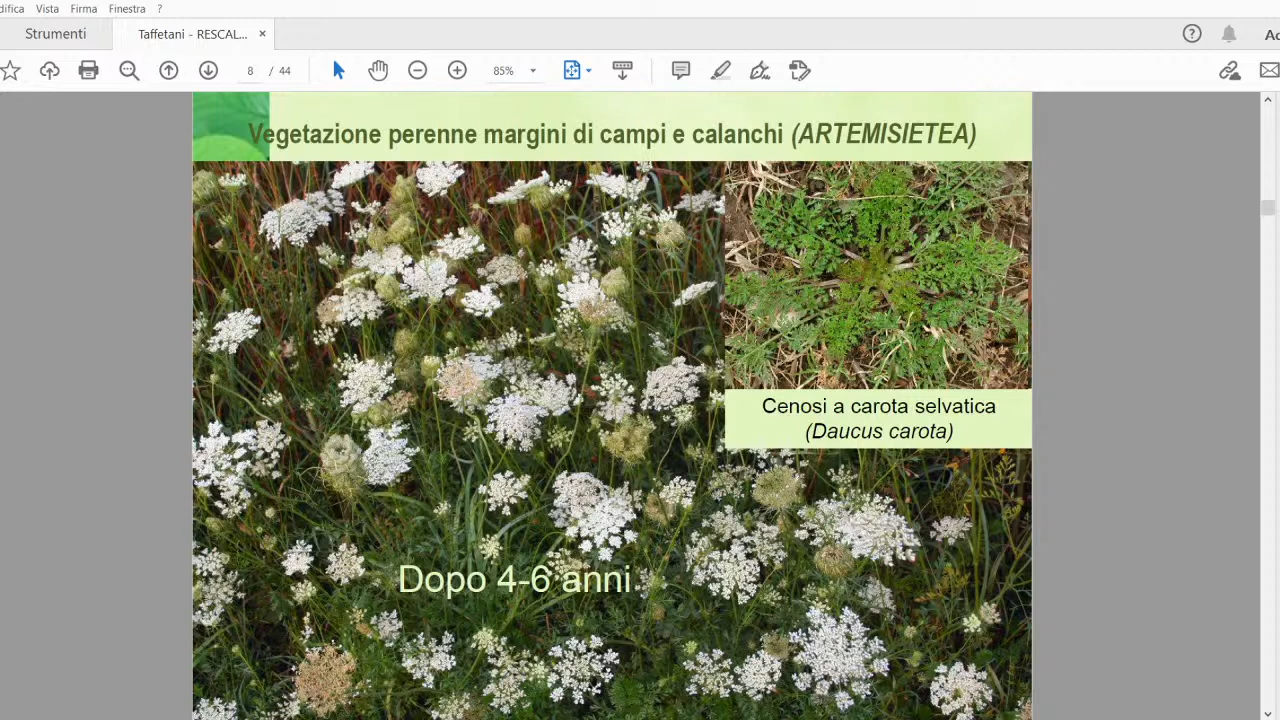 difica Vista Firma Finestra ?
Strumenti Taffetani - RESCAL... ×
8 / 44 85%
Vegetazione perenne margini di campi e calanchi (ARTEMISIETEA)
Cenosi a carota selvatica
(Daucus carota)
Dopo 4-6 anni